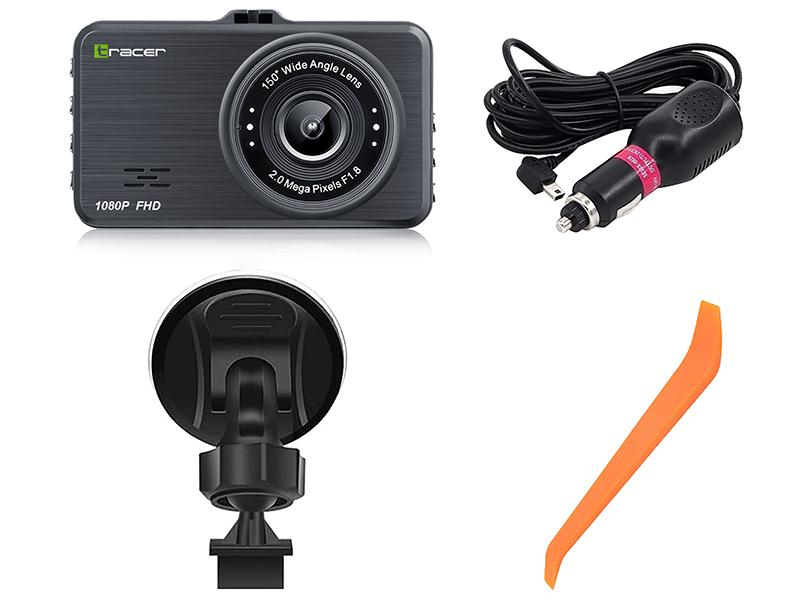 tracer
150° Wide Angle Lens
2.0 Mega Pixels F1.8
1080P FHD